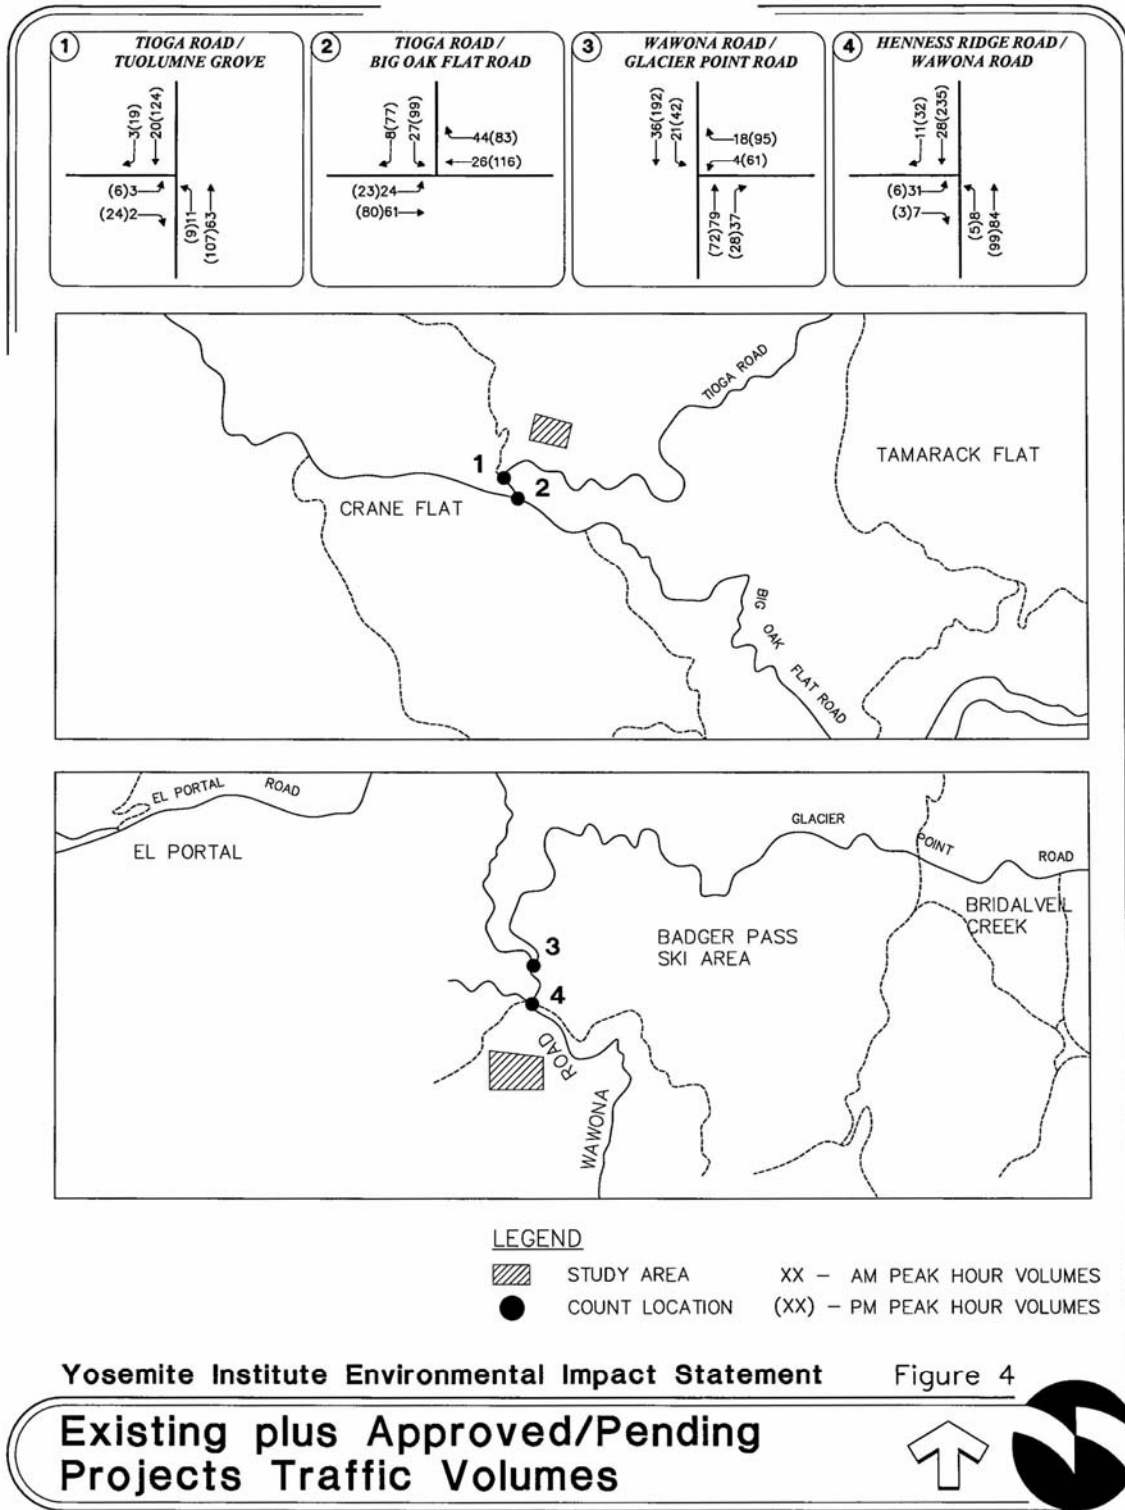 1
TIOGA ROAD /
TUOLUMNE GROVE
3(19)
20(124)
(6)3
(24)2
(9)11
(107)63
2
TIOGA ROAD /
BIG OAK FLAT ROAD
8(77)
27(99)
44(83)
26(116)
(23)24
(80)61
3
WAWONA ROAD /
GLACIER POINT ROAD
36(192)
21(42)
18(95)
4(61)
(72)79
(28)37
4
HENNESS RIDGE ROAD /
WAWONA ROAD
11(32)
28(235)
(6)31
(3)7
(5)8
(99)84
TIOGA ROAD
TAMARACK FLAT
1
2
CRANE FLAT
BIG OAK FLAT ROAD
EL PORTAL ROAD
EL PORTAL
GLACIER POINT ROAD
BRIDALVEIL
CREEK
BADGER PASS
SKI AREA
3
4
WAWONA ROAD
LEGEND
STUDY AREA
COUNT LOCATION
XX – AM PEAK HOUR VOLUMES
(XX) – PM PEAK HOUR VOLUMES
Yosemite Institute Environmental Impact Statement
Figure 4
Existing plus Approved/Pending
Projects Traffic Volumes